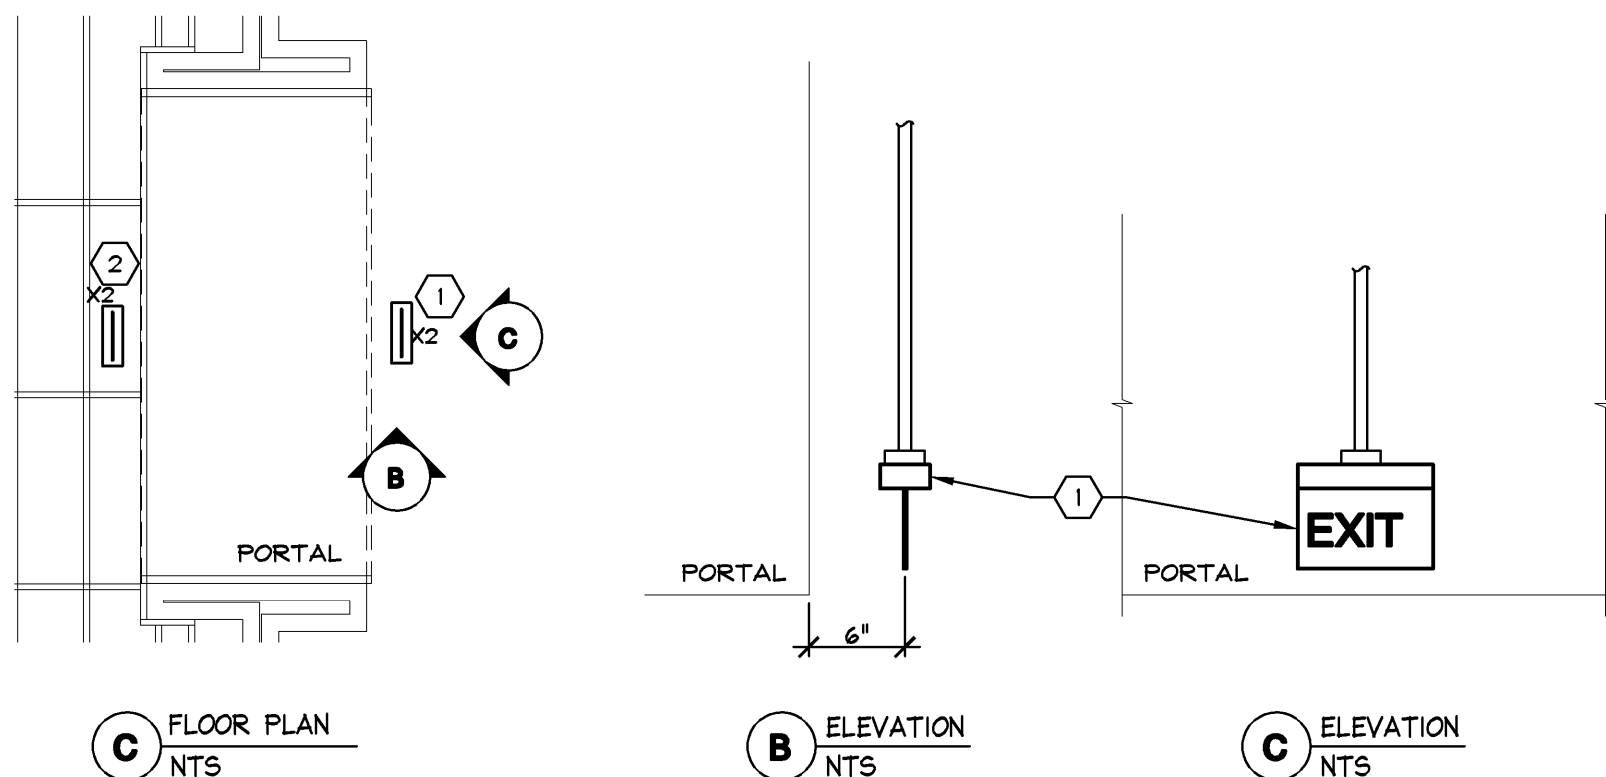 2
X2
1
X2
C
B
PORTAL
PORTAL
6"
1
EXIT
PORTAL
C FLOOR PLAN
NTS
B ELEVATION
NTS
C ELEVATION
NTS